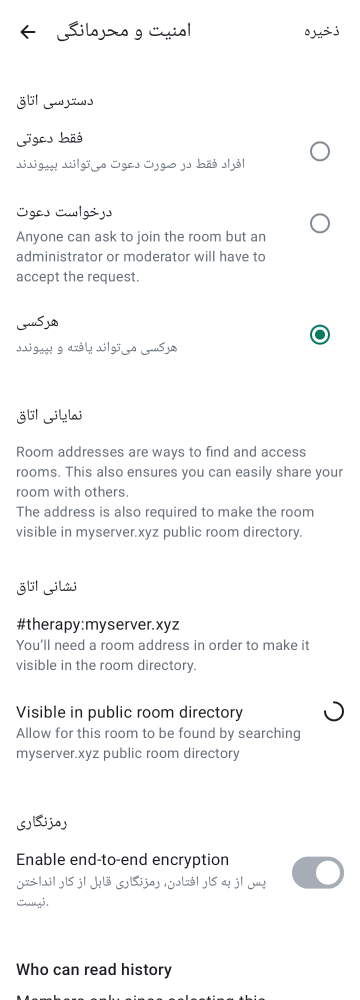 امنیت و محرمانگی
ذخیره
دسترسی اتاق
فقط دعوتی
افراد فقط در صورت دعوت می‌توانند بپیوندند
درخواست دعوت
Anyone can ask to join the room but an
administrator or moderator will have to
accept the request.
هرکسی
هرکسی می‌تواند یافته و بپیوندد
نمایانی اتاق
Room addresses are ways to find and access
rooms. This also ensures you can easily share your
room with others.
The address is also required to make the room
visible in myserver.xyz public room directory.
نشانی اتاق
#therapy:myserver.xyz
You’ll need a room address in order to make it
visible in the room directory.
Visible in public room directory
Allow for this room to be found by searching
myserver.xyz public room directory
رمزنگاری
Enable end-to-end encryption
پس از به کار افتادن، رمزنگاری قابل از کار انداختن
نیست.
Who can read history
Members only since selecting this